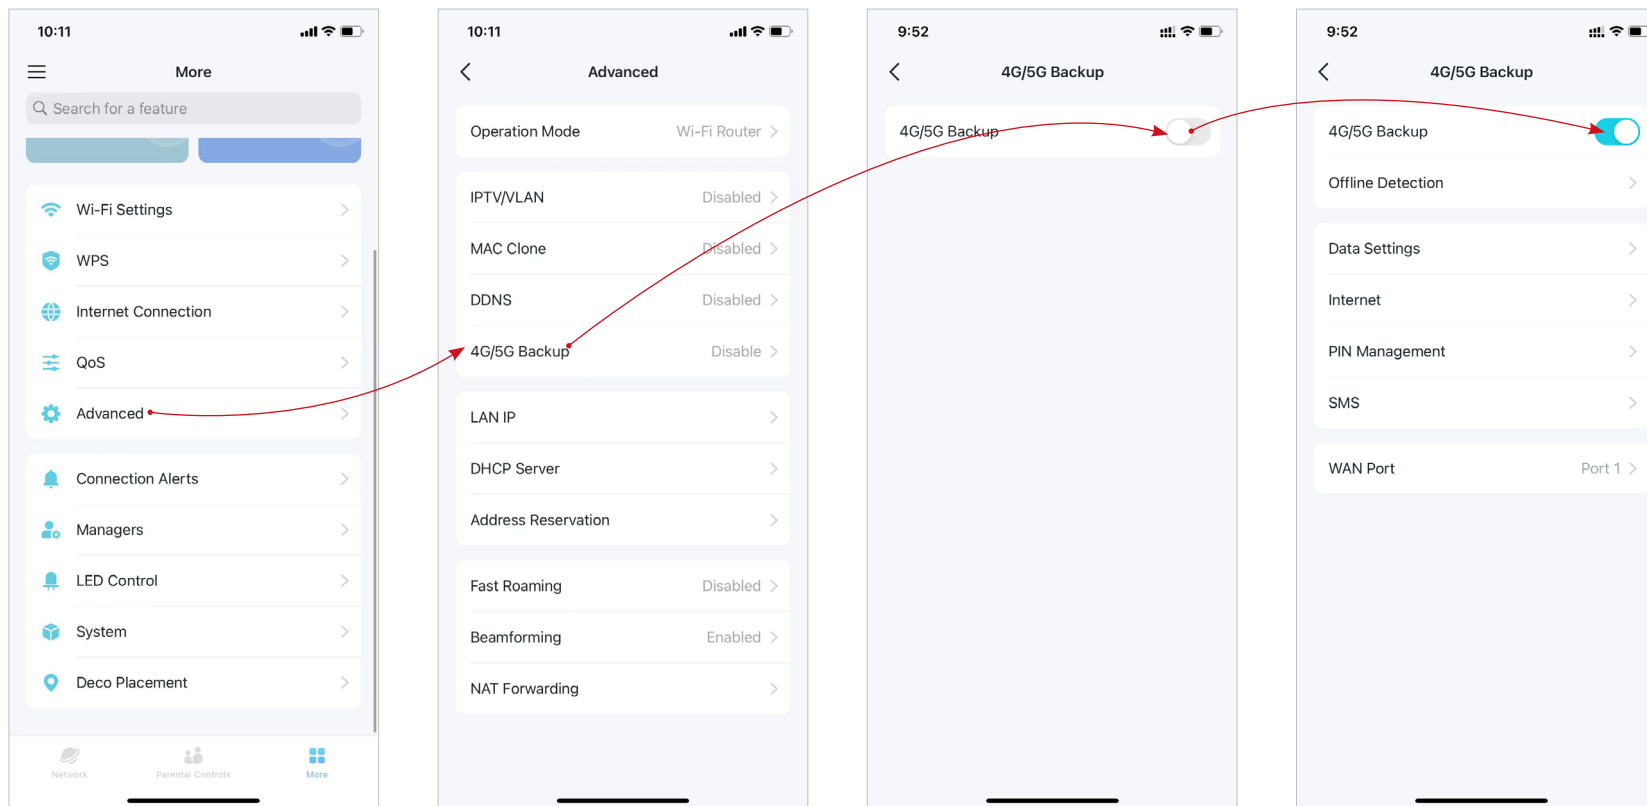 10:11
More
Search for a feature
Wi-Fi Settings
WPS
Internet Connection
QoS
Advanced
Connection Alerts
Managers
LED Control
System
Deco Placement
Network
Parental Controls
More
10:11
Advanced
Operation Mode Wi-Fi Router
IPTV/VLAN Disabled
MAC Clone Disabled
DDNS Disabled
4G/5G Backup Disable
LAN IP
DHCP Server
Address Reservation
Fast Roaming Disabled
Beamforming Enabled
NAT Forwarding
9:52
4G/5G Backup
4G/5G Backup
9:52
4G/5G Backup
4G/5G Backup
Offline Detection
Data Settings
Internet
PIN Management
SMS
WAN Port Port 1